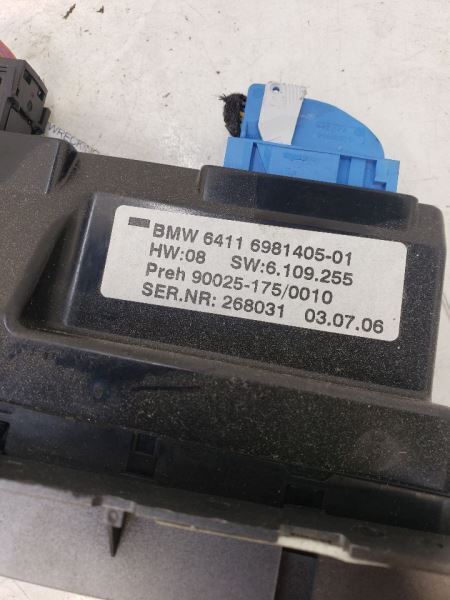 WRECKING
BMW 6411 6981405-01
HW:08 SW:6.109.255
Preh 90025-175/0010
SER.NR: 268031 03.07.06